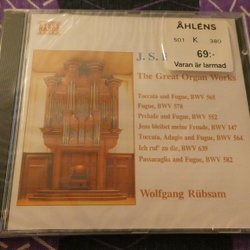 ÅHLÉNS
501 K 380
69:-
Varan är larmad
J. S.
The Great Organ Works
Toccata and Fugue, BWV 565
Fugue, BWV 578
Prelude and Fugue, BWV 552
Jesu bleibet meine Freude, BWV 147
Toccata, Adagio and Fugue, BWV 564
Ich ruf' zu dir, BWV 639
Passacaglia and Fugue, BWV 582
Wolfgang Rübsam